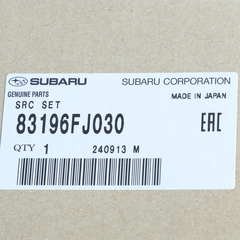 SUBARU SUBARU CORPORATION
GENUINE PARTS MADE IN JAPAN
SRC SET
83196FJ030 EAC
QTY 1 240913 M